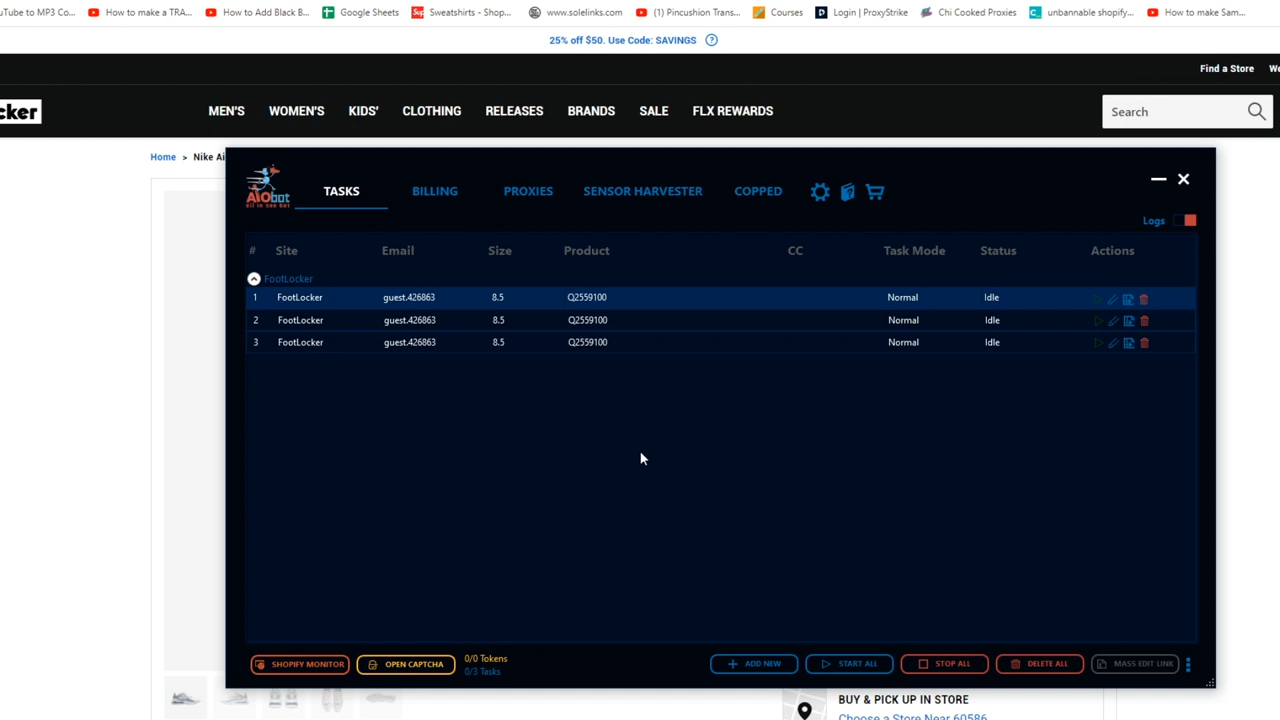 uTube to MP3 Co... How to make a TRA... How to Add Black B... Google Sheets Sup Sweatshirts - Shop... www.solelinks.com (1) Pincushion Trans... Courses Login | ProxyStrike Chi Cooked Proxies unbannable shopify... How to make Sam...
25% off $50. Use Code: SAVINGS ?
Find a Store We
cker MEN'S WOMEN'S KIDS' CLOTHING RELEASES BRANDS SALE FLX REWARDS Search
Home > Nike Ai
AIObot
all in one bot
TASKS BILLING PROXIES SENSOR HARVESTER COPPED
Logs
# Site Email Size Product CC Task Mode Status Actions
FootLocker
1 FootLocker guest.426863 8.5 Q2559100 Normal Idle
2 FootLocker guest.426863 8.5 Q2559100 Normal Idle
3 FootLocker guest.426863 8.5 Q2559100 Normal Idle
SHOPIFY MONITOR OPEN CAPTCHA 0/0 Tokens
0/3 Tasks
ADD NEW START ALL STOP ALL DELETE ALL MASS EDIT LINK
BUY & PICK UP IN STORE
Choose a Store Near 60586